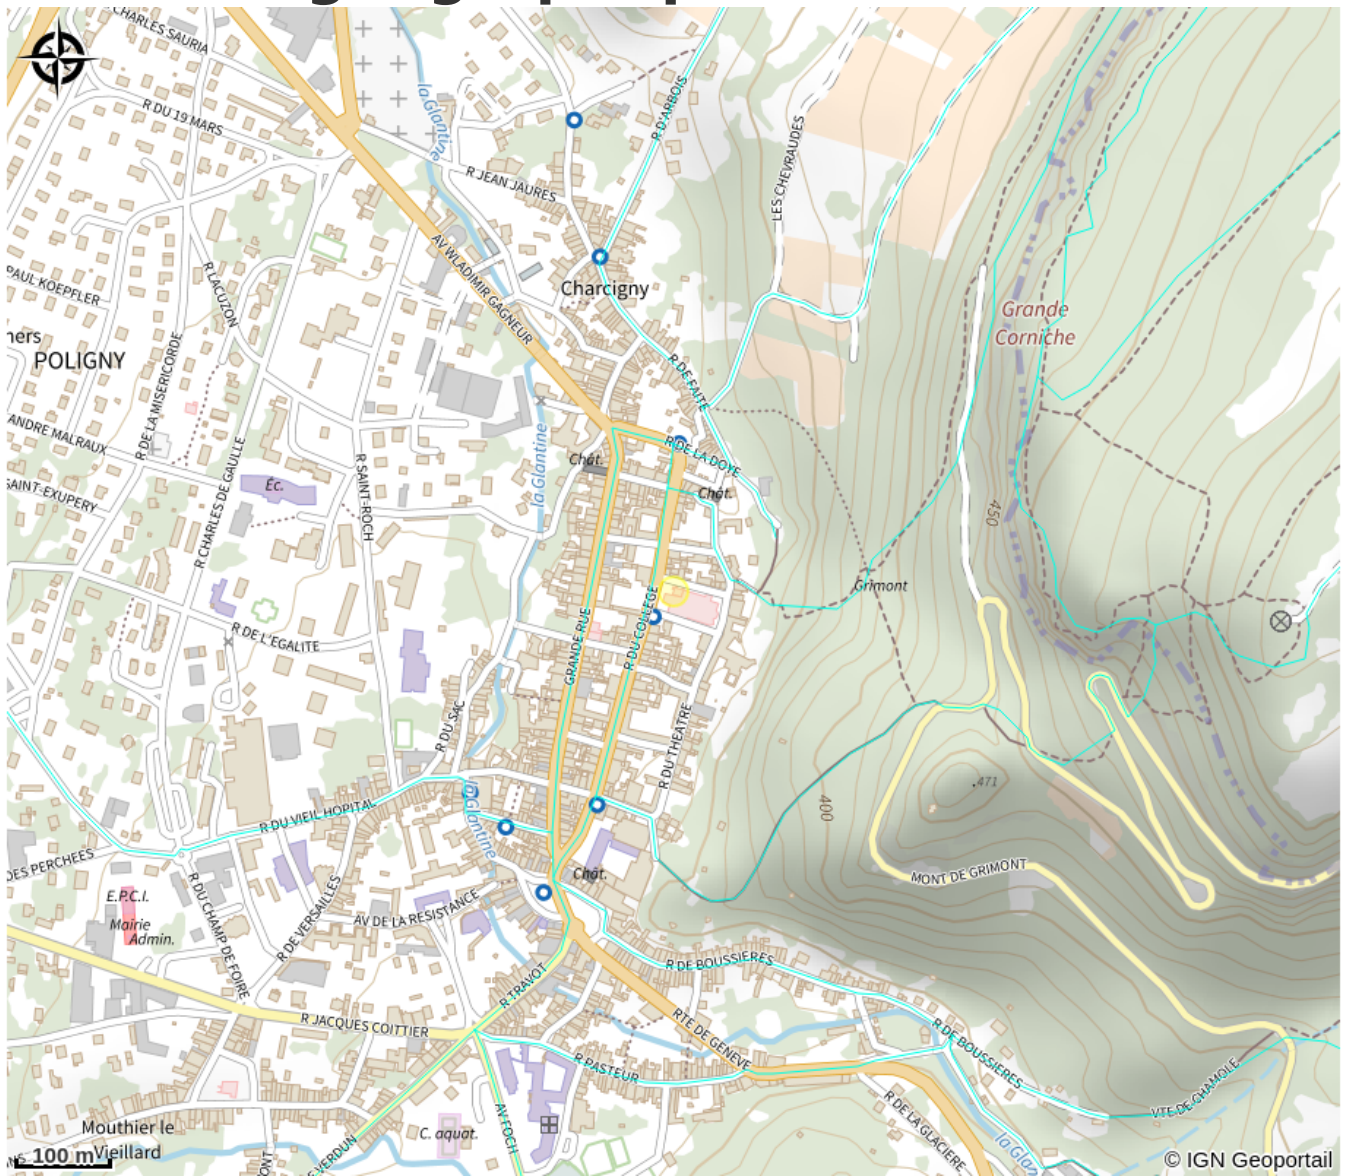 CHARLES SAURIA
R DU 19 MARS
la Glantine
R D'ARBOIS
LES CHEVRAUDES
R JEAN JAURES
AV WLADIMIR GAGNEUR
PAUL KOEPFLER
R LACUZON
Charcigny
Grande
Corniche
ners
POLIGNY
R DE LA MISERICORDE
R DE FAITE
ANDRE MALRAUX
R CHARLES DE GAULLE
R SAINT-ROCH
la Glantine
R DE LA DOYE
Chât.
Chât.
SAINT-EXUPERY
Éc.
450
Grimont
R DE L'EGALITE
GRANDE RUE
R DU COLLEGE
R DU SAC
R DU THEATRE
.471
400
R DU VIEIL HOPITAL
la Glantine
DES PERCHEES
Chât.
MONT DE GRIMONT
E.P.C.I.
Mairie
Admin.
R DU CHAMP DE FOIRE
R DE VERSAILLES
AV DE LA RESISTANCE
R DE BOUSSIERES
R TRAVOT
R JACQUES COITTIER
RTE DE GENEVE
R DE BOUSSIERES
R PASTEUR
VTE DE CHAMOLE
R DE LA GLACIERE
AV FOCH
C. aquat.
Mouthier le
Vieillard
E VERDUN
MONT
NS
la Gla
100 m
© IGN Geoportail